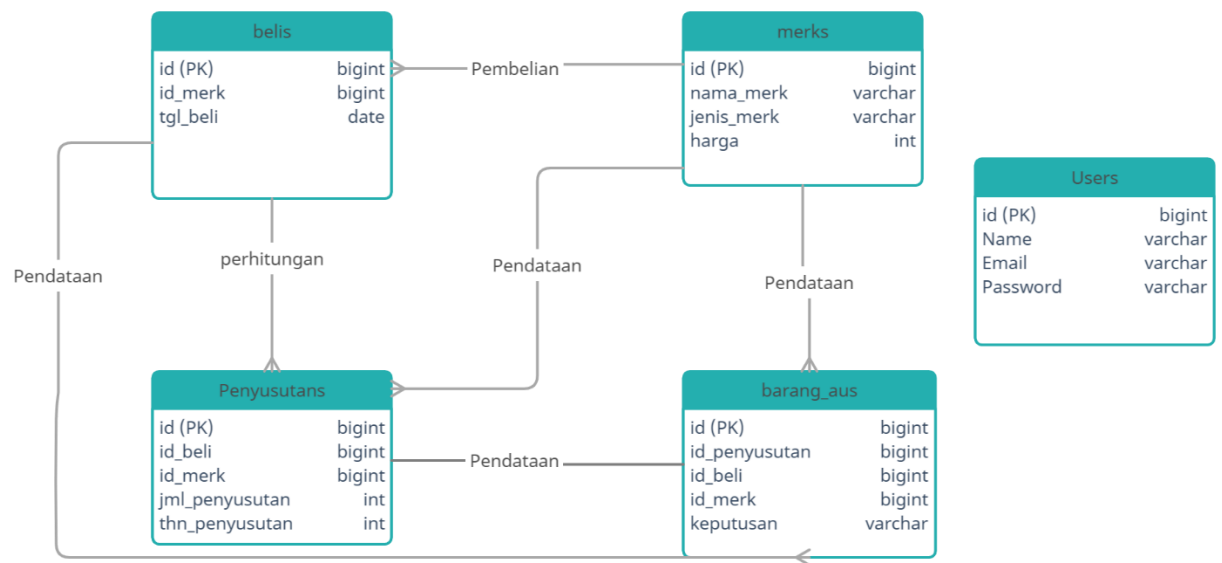 belis
id (PK) bigint
id_merk bigint
tgl_beli date
Pembelian
merks
id (PK) bigint
nama_merk varchar
jenis_merk varchar
harga int
Users
id (PK) bigint
Name varchar
Email varchar
Password varchar
Pendataan
perhitungan
Pendataan
Pendataan
Penyusutans
id (PK) bigint
id_beli bigint
id_merk bigint
jml_penyusutan int
thn_penyusutan int
Pendataan
barang_aus
id (PK) bigint
id_penyusutan bigint
id_beli bigint
id_merk bigint
keputusan varchar